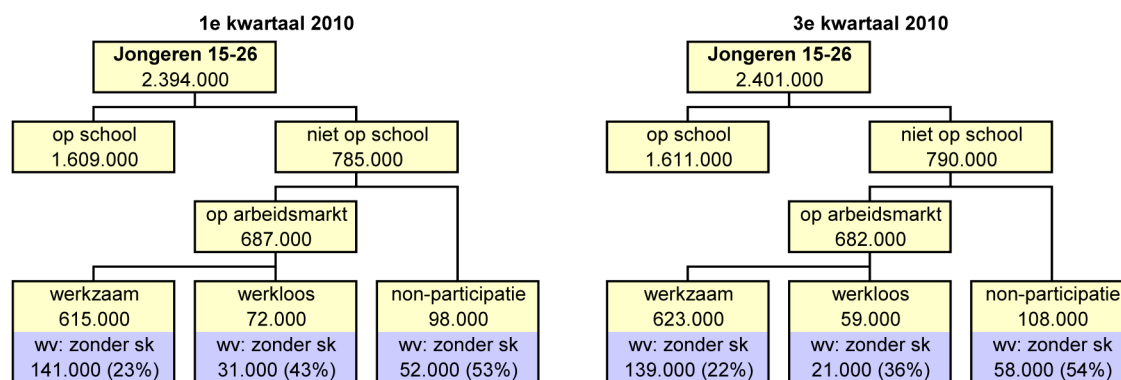 1e kwartaal 2010
Jongeren 15-26
2.394.000
op school
1.609.000
niet op school
785.000
op arbeidsmarkt
687.000
werkzaam
615.000
wv: zonder sk
141.000 (23%)
werkloos
72.000
wv: zonder sk
31.000 (43%)
non-participatie
98.000
wv: zonder sk
52.000 (53%)
3e kwartaal 2010
Jongeren 15-26
2.401.000
op school
1.611.000
niet op school
790.000
op arbeidsmarkt
682.000
werkzaam
623.000
wv: zonder sk
139.000 (22%)
werkloos
59.000
wv: zonder sk
21.000 (36%)
non-participatie
108.000
wv: zonder sk
58.000 (54%)